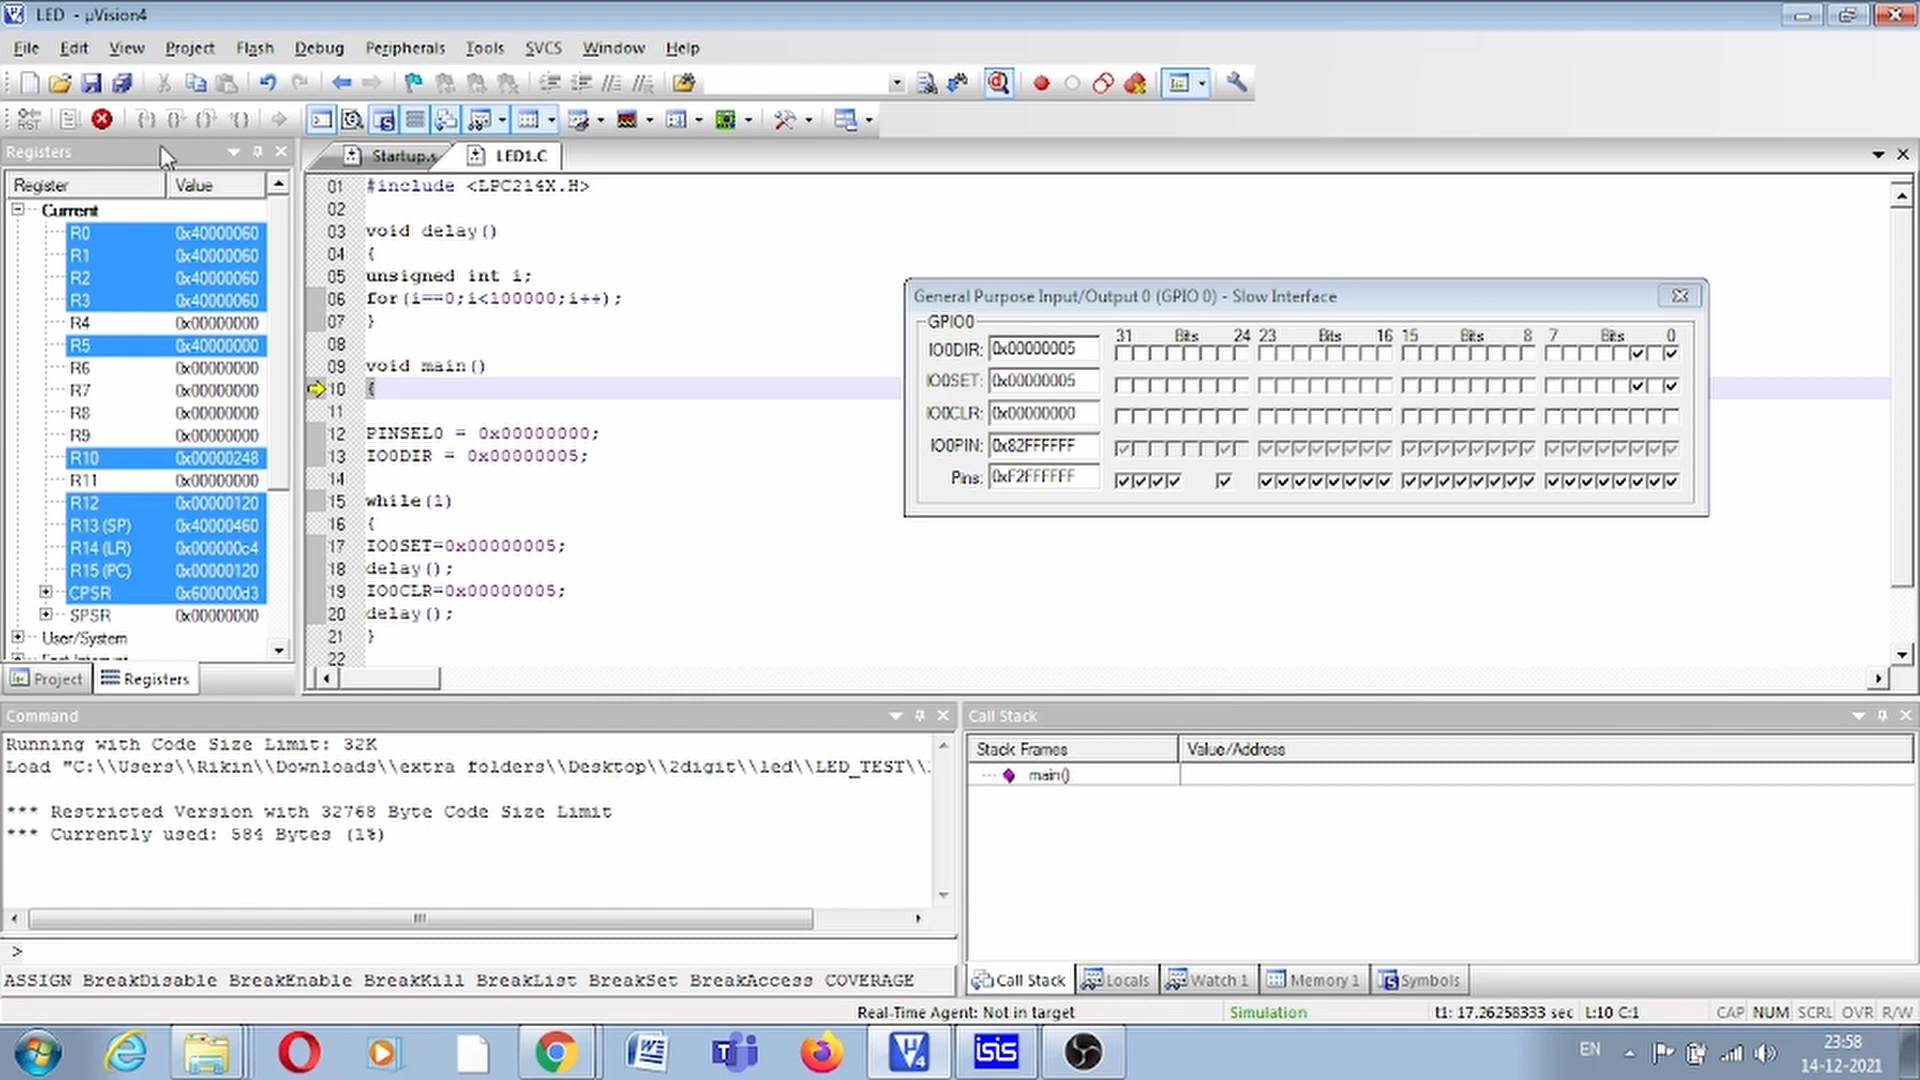 LED - µVision4
File Edit View Project Flash Debug Peripherals Tools SVCS Window Help
Registers
Register Value
Current
R0 0x40000060
R1 0x40000060
R2 0x40000060
R3 0x40000060
R4 0x00000000
R5 0x40000000
R6 0x00000000
R7 0x00000000
R8 0x00000000
R9 0x00000000
R10 0x00000248
R11 0x00000000
R12 0x00000120
R13 (SP) 0x40000460
R14 (LR) 0x000000c4
R15 (PC) 0x00000120
CPSR 0x600000d3
SPSR 0x00000000
User/System
Project Registers
Startup.s LED1.C
01 #include <LPC214X.H>
02
03 void delay()
04 {
05 unsigned int i;
06 for(i==0;i<100000;i++);
07 }
08
09 void main()
10 {
11
12 PINSEL0 = 0x00000000;
13 IO0DIR = 0x00000005;
14
15 while(1)
16 {
17 IO0SET=0x00000005;
18 delay();
19 IO0CLR=0x00000005;
20 delay();
21 }
22
General Purpose Input/Output 0 (GPIO 0) - Slow Interface
GPIO0
31 Bits 24 23 Bits 16 15 Bits 8 7 Bits 0
IO0DIR: 0x00000005
IO0SET: 0x00000005
IO0CLR: 0x00000000
IO0PIN: 0x82FFFFFF
Pins: 0xF2FFFFFF
Command
Running with Code Size Limit: 32K
Load "C:\\Users\\Rikin\\Downloads\\extra folders\\Desktop\\2digit\\led\\LED_TEST\\
*** Restricted Version with 32768 Byte Code Size Limit
*** Currently used: 584 Bytes (1%)
>
ASSIGN BreakDisable BreakEnable BreakKill BreakList BreakSet BreakAccess COVERAGE
Call Stack
Stack Frames Value/Address
main()
Call Stack Locals Watch 1 Memory 1 Symbols
Real-Time Agent: Not in target Simulation t1: 17.26258333 sec L:10 C:1 CAP NUM SCRL OVR R/W
EN 23:58
14-12-2021